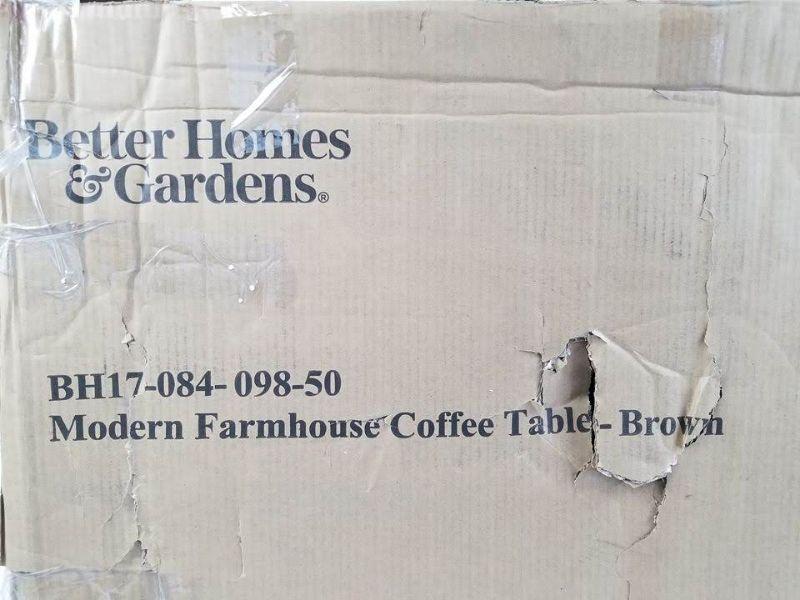 Better Homes
& Gardens®
BH17-084-098-50
Modern Farmhouse Coffee Table - Brown